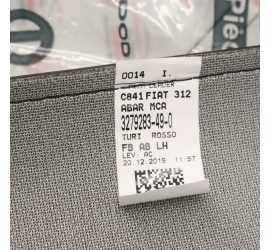 Pièc
0014 I.
C841 FIAT 312
ABAR MCA
3279283-49-0
TURI ROSSO
FB AB LH
LEV. AC
20.12.2019 11:57